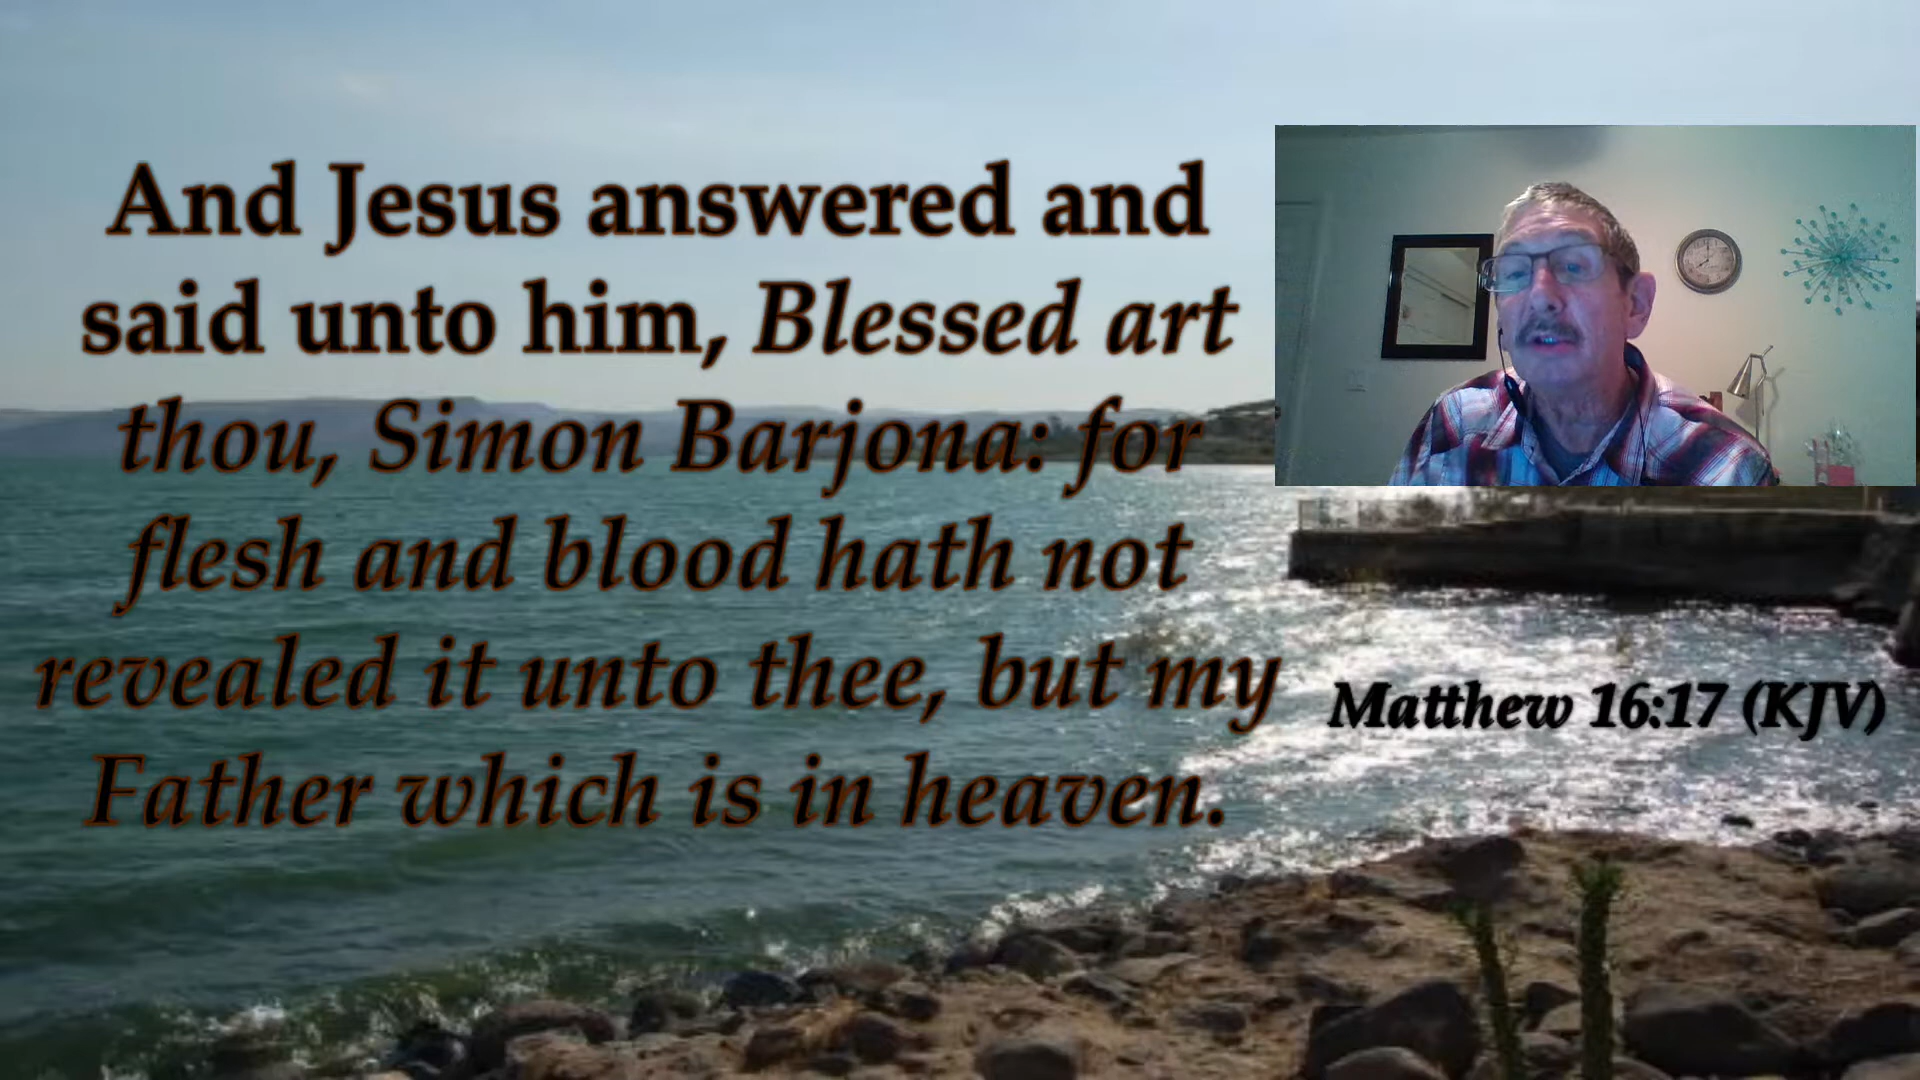 And Jesus answered and
said unto him, Blessed art
thou, Simon Barjona: for
flesh and blood hath not
revealed it unto thee, but my
Father which is in heaven.
Matthew 16:17 (KJV)